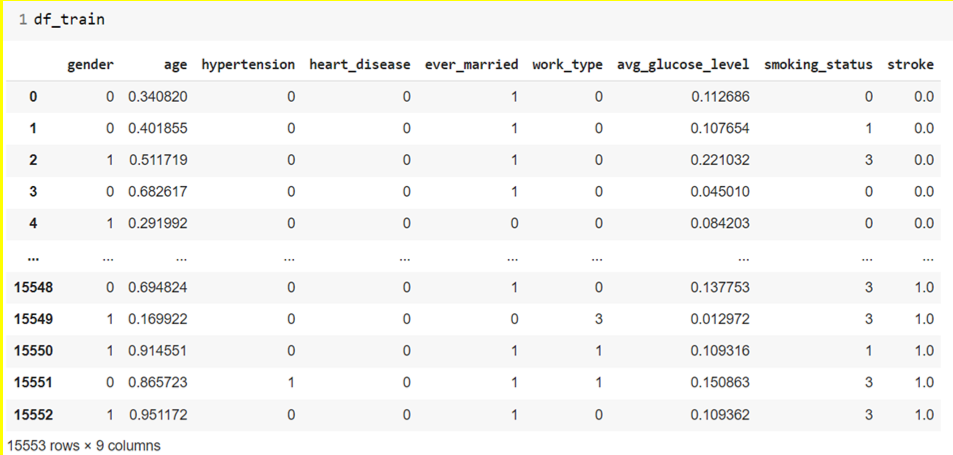 1 df_train
gender age hypertension heart_disease ever_married work_type avg_glucose_level smoking_status stroke
0 0 0.340820 0 0 1 0 0.112686 0 0.0
1 0 0.401855 0 0 1 0 0.107654 1 0.0
2 1 0.511719 0 0 1 0 0.221032 3 0.0
3 0 0.682617 0 0 1 0 0.045010 0 0.0
4 1 0.291992 0 0 0 0 0.084203 0 0.0
... ... ... ... ... ... ... ... ... ...
15548 0 0.694824 0 0 1 0 0.137753 3 1.0
15549 1 0.169922 0 0 0 3 0.012972 3 1.0
15550 1 0.914551 0 0 1 1 0.109316 1 1.0
15551 0 0.865723 1 0 1 1 0.150863 3 1.0
15552 1 0.951172 0 0 1 0 0.109362 3 1.0
15553 rows × 9 columns